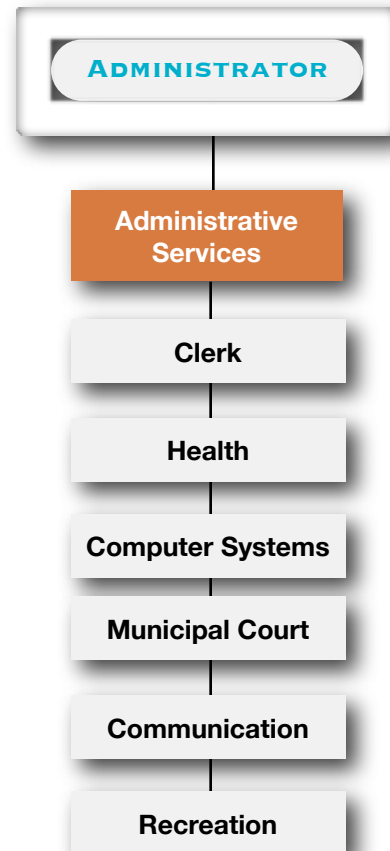 ADMINISTRATOR
Administrative
Services
Clerk
Health
Computer Systems
Municipal Court
Communication
Recreation